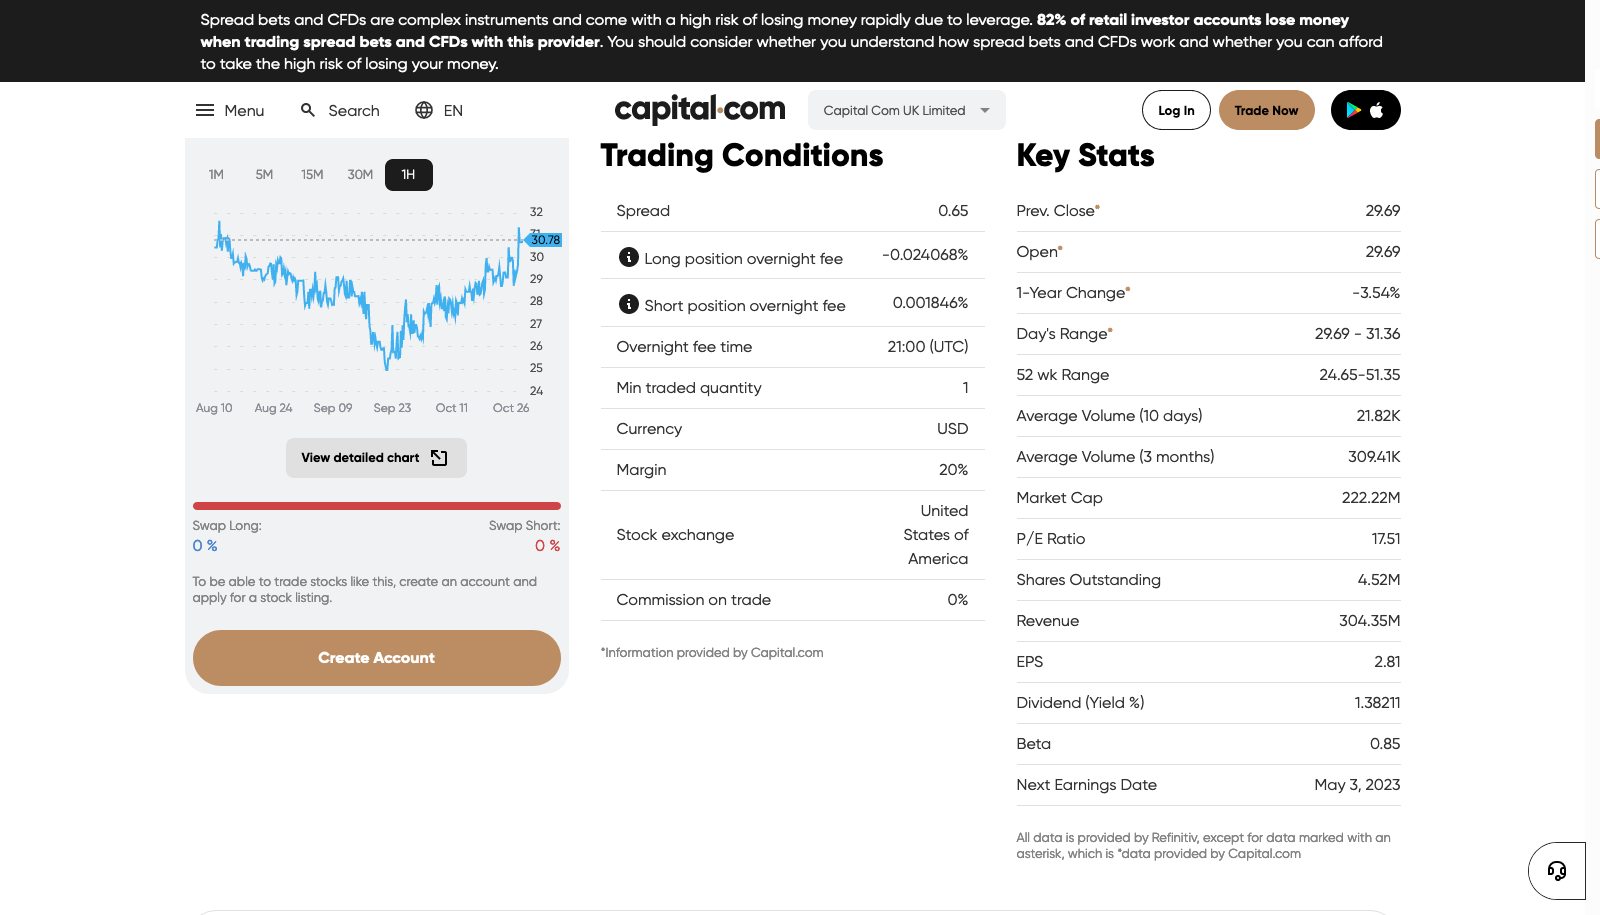 Spread bets and CFDs are complex instruments and come with a high risk of losing money rapidly due to leverage. 82% of retail investor accounts lose money
when trading spread bets and CFDs with this provider. You should consider whether you understand how spread bets and CFDs work and whether you can afford
to take the high risk of losing your money.
Menu
Search
EN
capital.com
Capital Com UK Limited
Log In
Trade Now
1M 5M 15M 30M 1H
32
31
30.78
30
29
28
27
26
25
24
Aug 10 Aug 24 Sep 09 Sep 23 Oct 11 Oct 26
View detailed chart
Swap Long: Swap Short:
0 % 0 %
To be able to trade stocks like this, create an account and
apply for a stock listing.
Create Account
Trading Conditions
Spread 0.65
Long position overnight fee -0.024068%
Short position overnight fee 0.001846%
Overnight fee time 21:00 (UTC)
Min traded quantity 1
Currency USD
Margin 20%
Stock exchange United
States of
America
Commission on trade 0%
*Information provided by Capital.com
Key Stats
Prev. Close* 29.69
Open* 29.69
1-Year Change* -3.54%
Day's Range* 29.69 - 31.36
52 wk Range 24.65-51.35
Average Volume (10 days) 21.82K
Average Volume (3 months) 309.41K
Market Cap 222.22M
P/E Ratio 17.51
Shares Outstanding 4.52M
Revenue 304.35M
EPS 2.81
Dividend (Yield %) 1.38211
Beta 0.85
Next Earnings Date May 3, 2023
All data is provided by Refinitiv, except for data marked with an
asterisk, which is *data provided by Capital.com